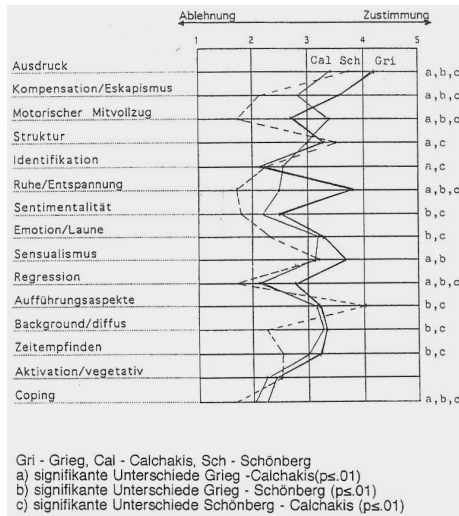 Ablehnung Zustimmung
1 2 3 4 5
Cal Sch Gri
Ausdruck a,b,c
Kompensation/Eskapismus a,b,c
Motorischer Mitvollzug a,b,c
Struktur a,c
Identifikation a,c
Ruhe/Entspannung a,b,c
Sentimentalität b,c
Emotion/Laune b,c
Sensualismus a,b
Regression a,b,c
Aufführungsaspekte b,c
Background/diffus b,c
Zeitempfinden b,c
Aktivation/vegetativ
Coping a,b,c
Gri - Grieg, Cal - Calchakis, Sch - Schönberg
a) signifikante Unterschiede Grieg -Calchakis(p≤.01)
b) signifikante Unterschiede Grieg - Schönberg (p≤.01)
c) signifikante Unterschiede Schönberg - Calchakis (p≤.01)